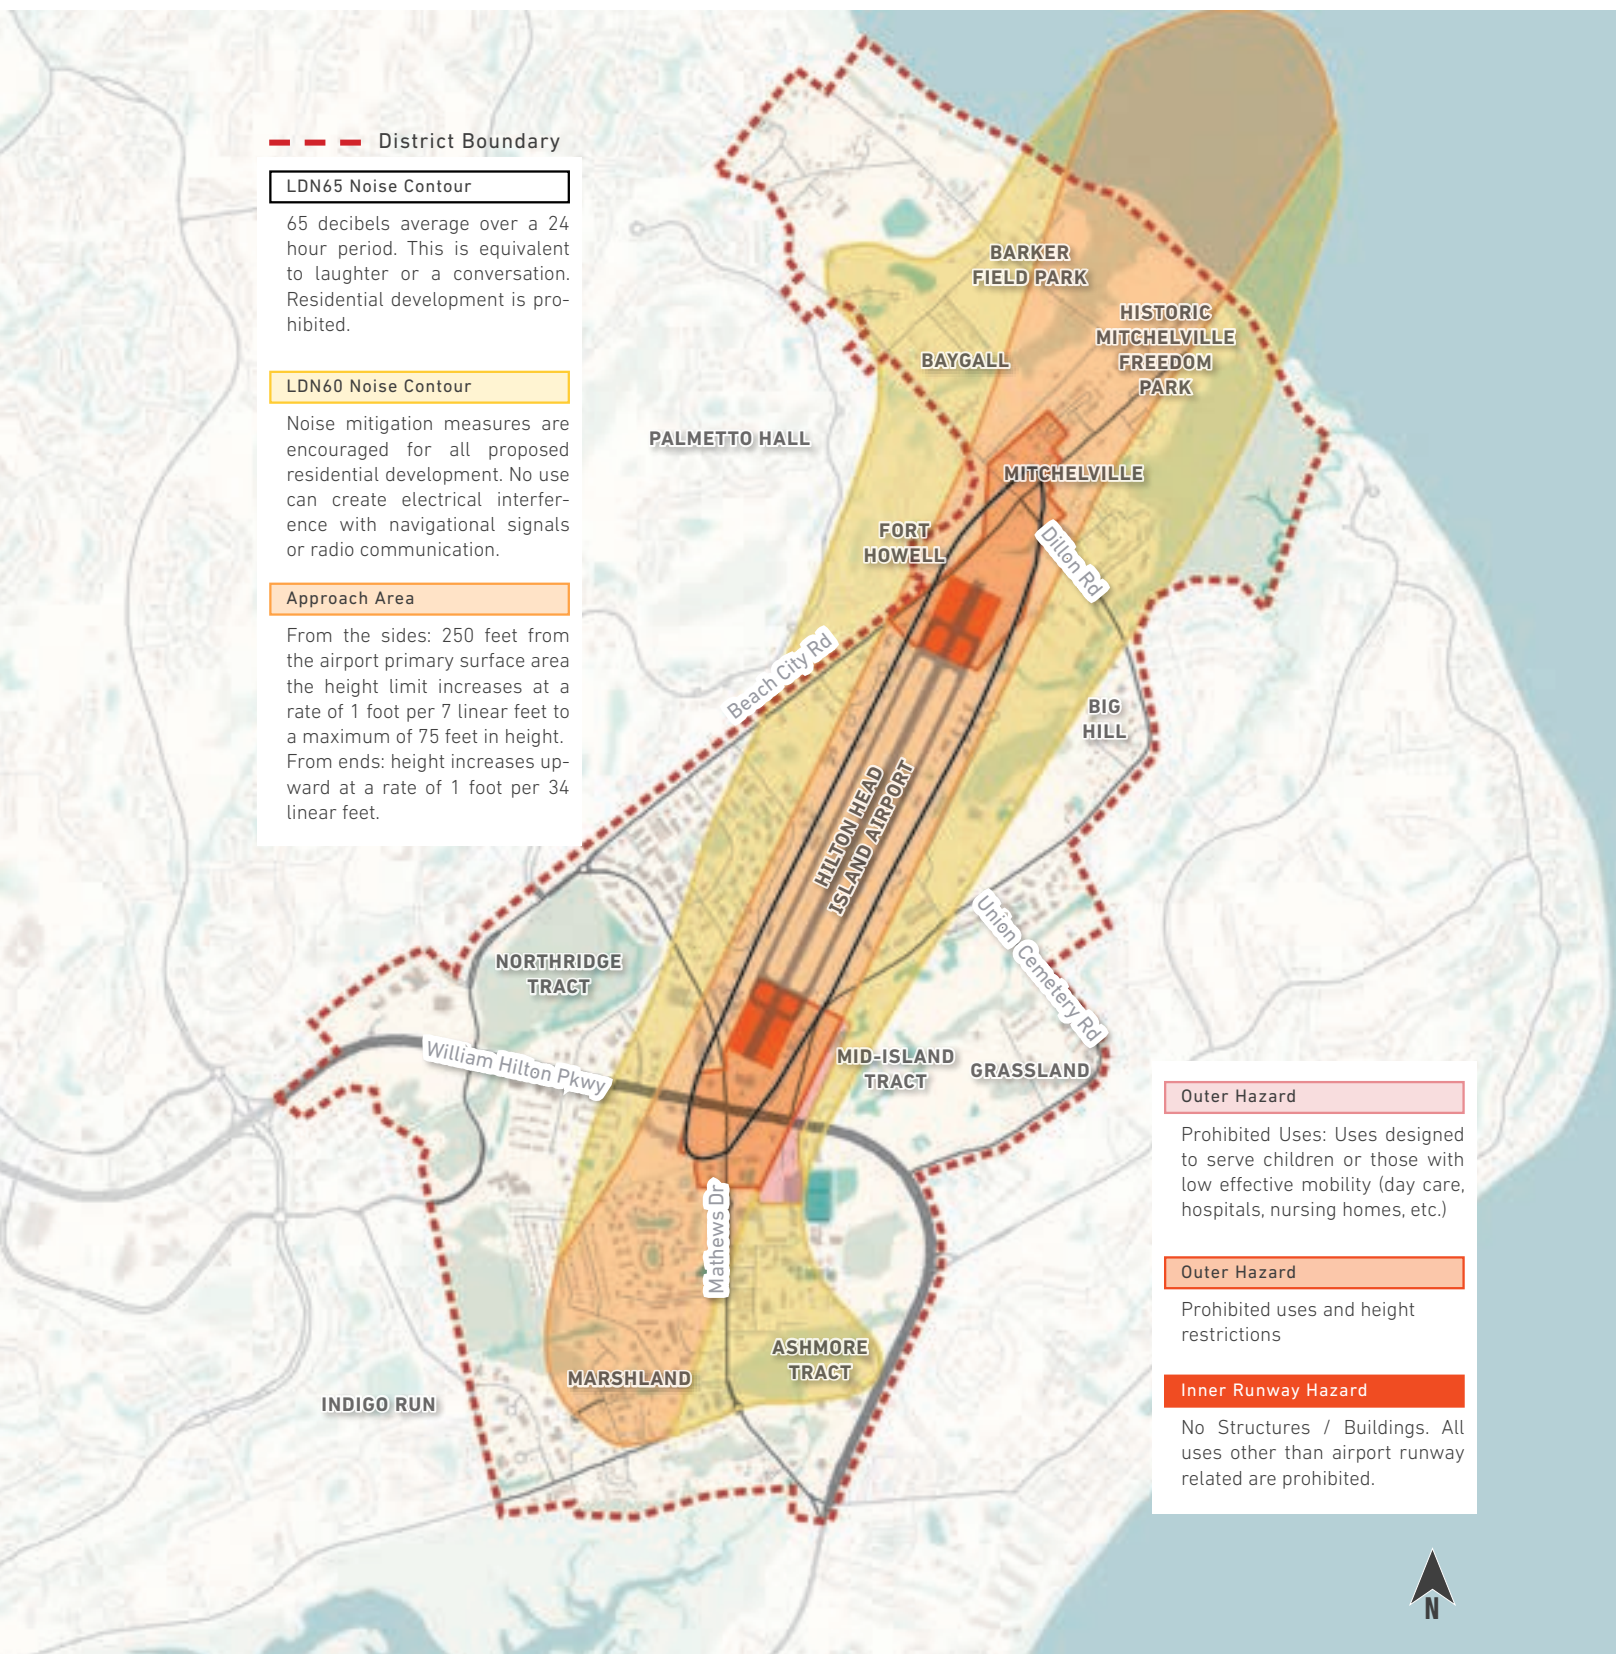 District Boundary
LDN65 Noise Contour
65 decibels average over a 24
hour period. This is equivalent
to laughter or a conversation.
Residential development is pro-
hibited.
LDN60 Noise Contour
Noise mitigation measures are
encouraged for all proposed
residential development. No use
can create electrical interfer-
ence with navigational signals
or radio communication.
Approach Area
From the sides: 250 feet from
the airport primary surface area
the height limit increases at a
rate of 1 foot per 7 linear feet to
a maximum of 75 feet in height.
From ends: height increases up-
ward at a rate of 1 foot per 34
linear feet.
BARKER
FIELD PARK
HISTORIC
MITCHELVILLE
FREEDOM
PARK
BAYGALL
PALMETTO HALL
MITCHELVILLE
FORT
HOWELL
Dillon Rd
Beach City Rd
BIG
HILL
HILTON HEAD
ISLAND AIRPORT
Union Cemetery Rd
NORTHRIDGE
TRACT
William Hilton Pkwy
MID-ISLAND
TRACT
GRASSLAND
Mathews Dr
ASHMORE
TRACT
MARSHLAND
INDIGO RUN
Outer Hazard
Prohibited Uses: Uses designed
to serve children or those with
low effective mobility (day care,
hospitals, nursing homes, etc.)
Outer Hazard
Prohibited uses and height
restrictions
Inner Runway Hazard
No Structures / Buildings. All
uses other than airport runway
related are prohibited.
N